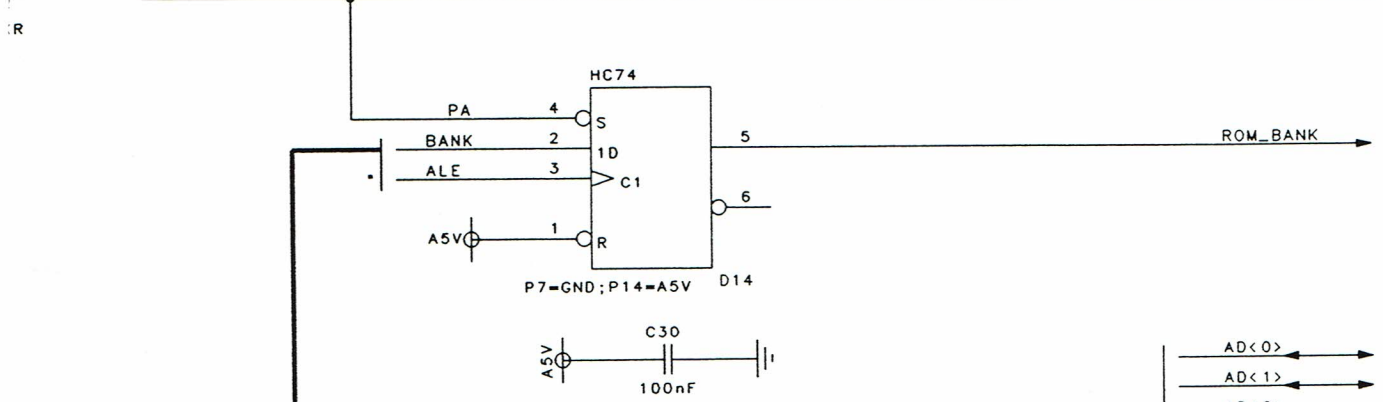 :R
HC74
PA 4 S
BANK 2 1D 5 ROM_BANK
ALE 3 C1
6
A5V 1 R
P7=GND;P14=A5V D14
C30
A5V
100nF
AD<0>
AD<1>